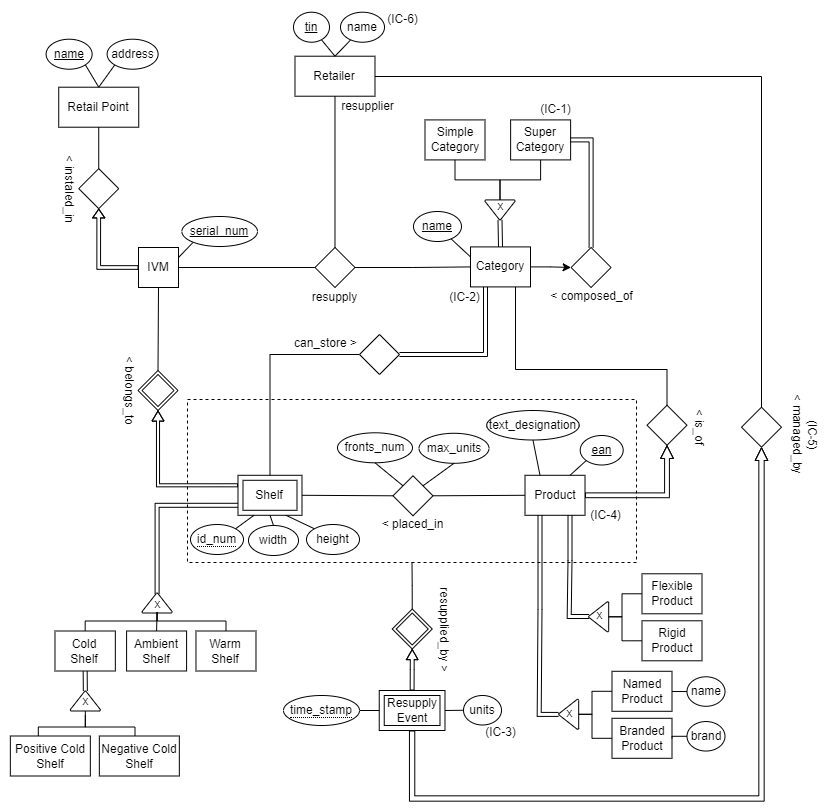 tin
name
(IC-6)
name
address
Retailer
Retail Point
resupplier
(IC-1)
Simple
Category
Super
Category
< instaled_in
X
serial_num
name
IVM
Category
resupply
(IC-2)
< composed_of
can_store >
< belongs_to
< is_of
< managed_by
(IC-5)
text_designation
fronts_num
max_units
ean
Shelf
Product
< placed_in
(IC-4)
id_num
width
height
Flexible
Product
X
X
Rigid
Product
resupplied_by >
Cold
Shelf
Ambient
Shelf
Warm
Shelf
Named
Product
name
X
X
time_stamp
Resupply
Event
units
(IC-3)
Branded
Product
brand
Positive Cold
Shelf
Negative Cold
Shelf